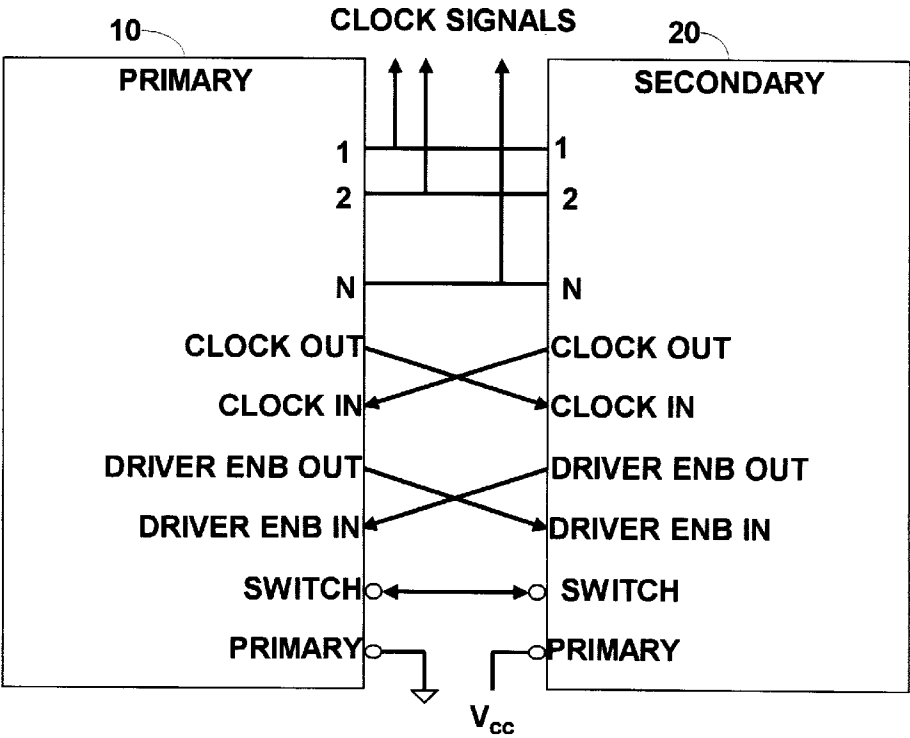 CLOCK SIGNALS
10
20
PRIMARY
SECONDARY
1
1
2
2
N
N
CLOCK OUT
CLOCK OUT
CLOCK IN
CLOCK IN
DRIVER ENB OUT
DRIVER ENB OUT
DRIVER ENB IN
DRIVER ENB IN
SWITCH
SWITCH
PRIMARY
PRIMARY
Vcc